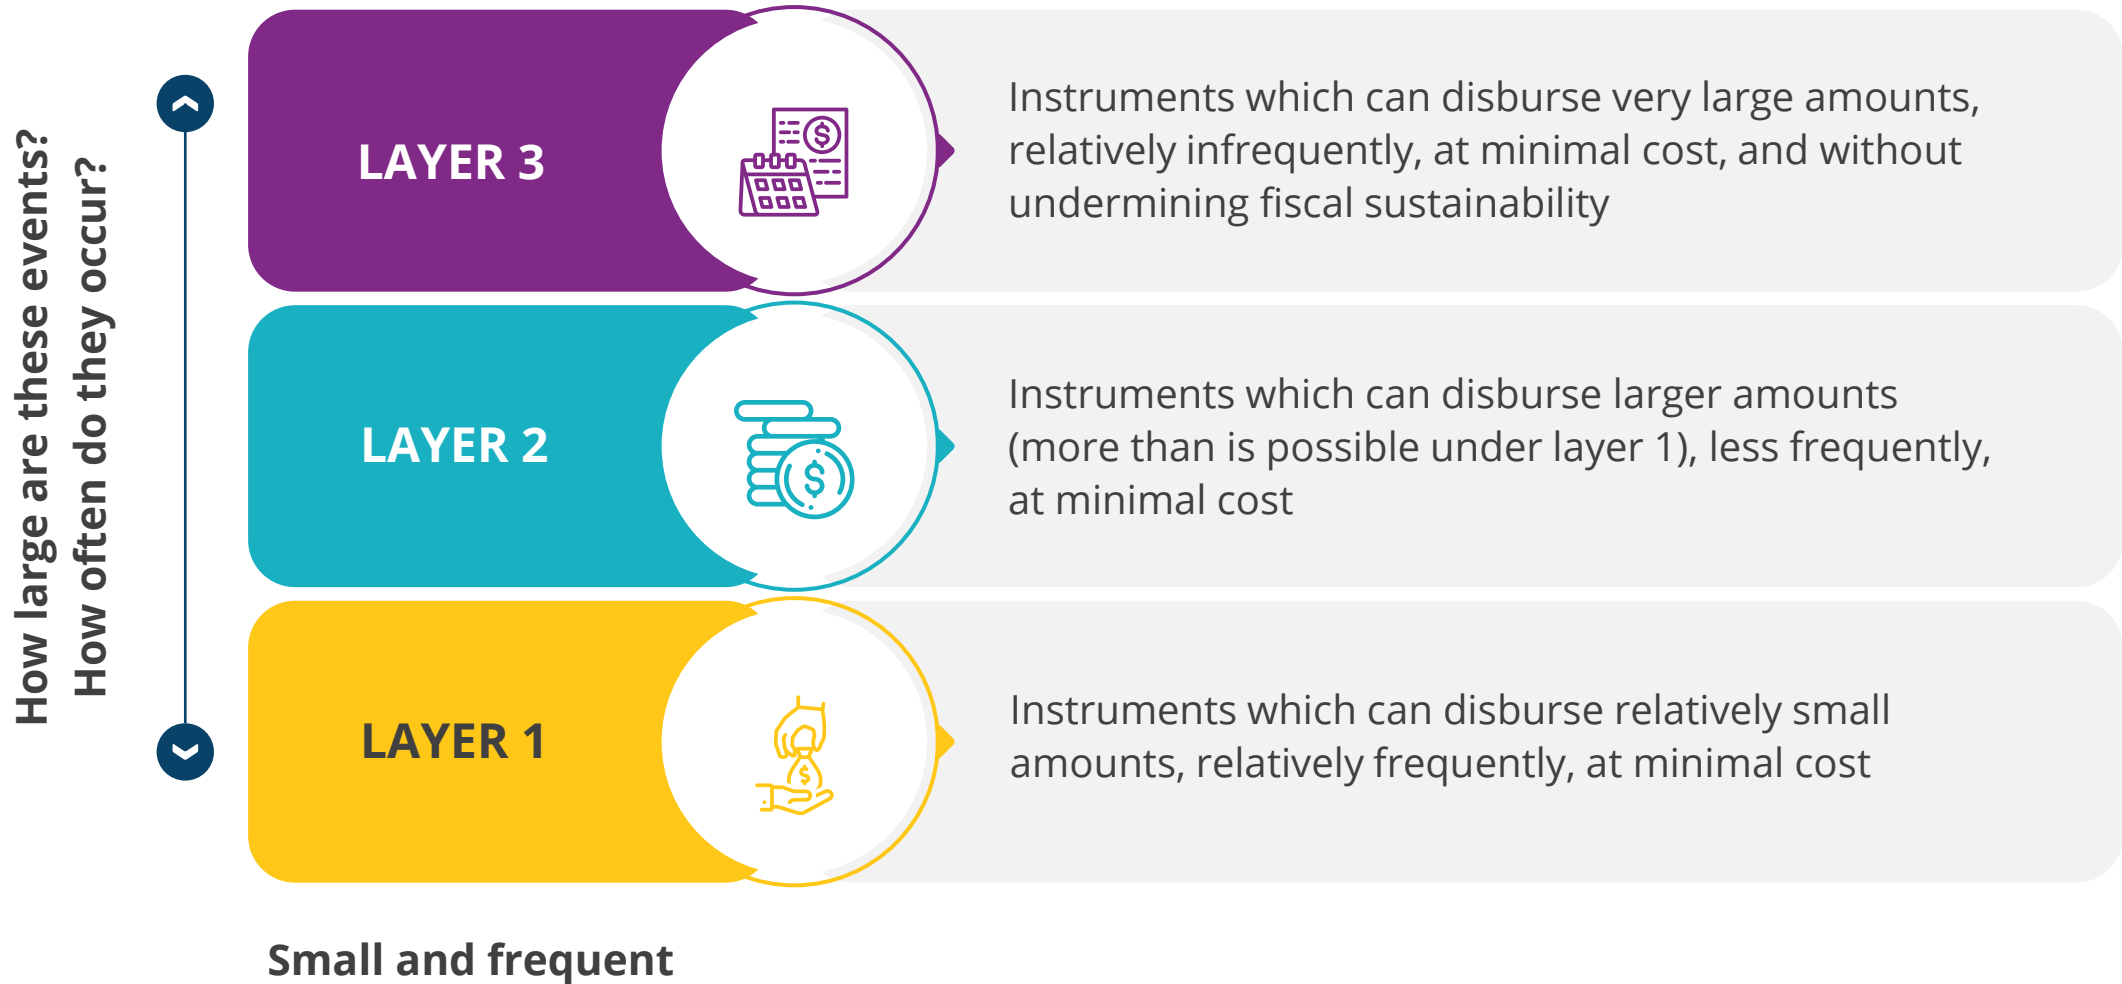 How large are these events?
How often do they occur?
LAYER 3
Instruments which can disburse very large amounts,
relatively infrequently, at minimal cost, and without
undermining fiscal sustainability
LAYER 2
Instruments which can disburse larger amounts
(more than is possible under layer 1), less frequently,
at minimal cost
LAYER 1
Instruments which can disburse relatively small
amounts, relatively frequently, at minimal cost
Small and frequent